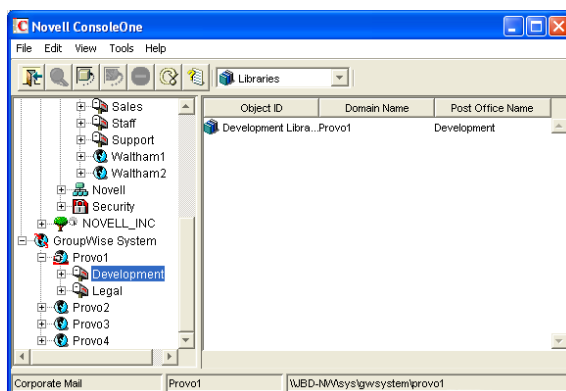 Novell ConsoleOne
File Edit View Tools Help
Libraries
Sales
Staff
Support
Waltham1
Waltham2
Novell
Security
NOVELL_INC
GroupWise System
Provo1
Development
Legal
Provo2
Provo3
Provo4
Object ID Domain Name Post Office Name
Development Libra...Provo1 Development
Corporate Mail Provo1 \\JBD-NW\sys\gwsystem\provo1